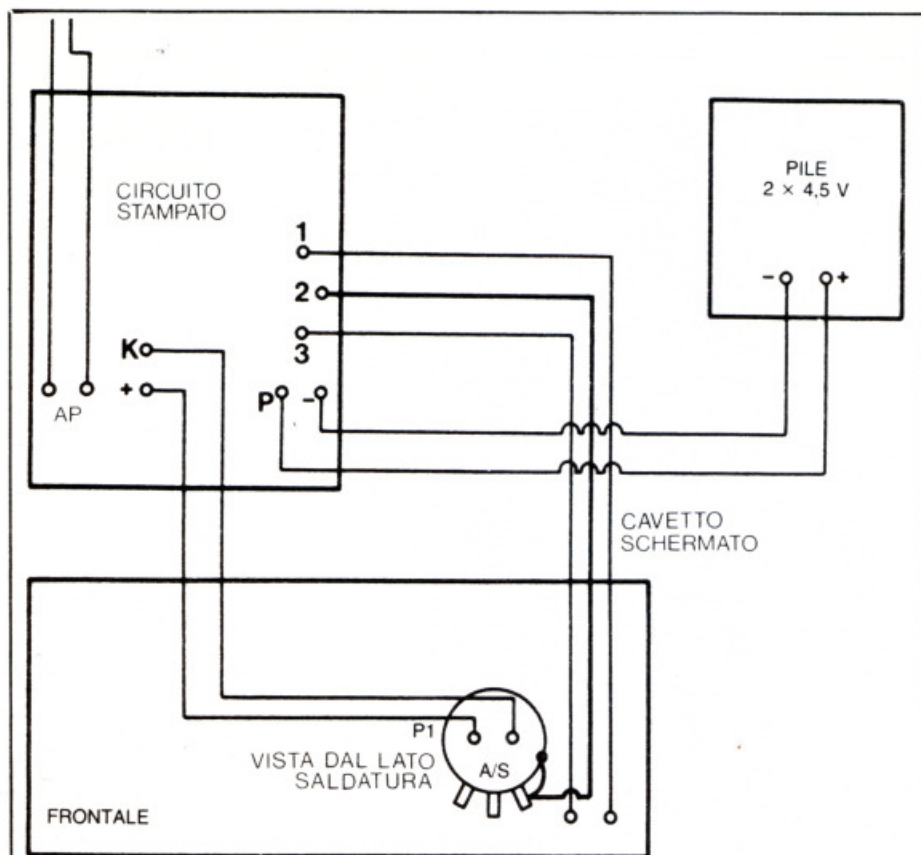 CIRCUITO
STAMPATO
PILE
2 × 4,5 V
1
- +
2
3
K
+
AP
P -
CAVETTO
SCHERMATO
P1
VISTA DAL LATO
SALDATURA
A/S
FRONTALE